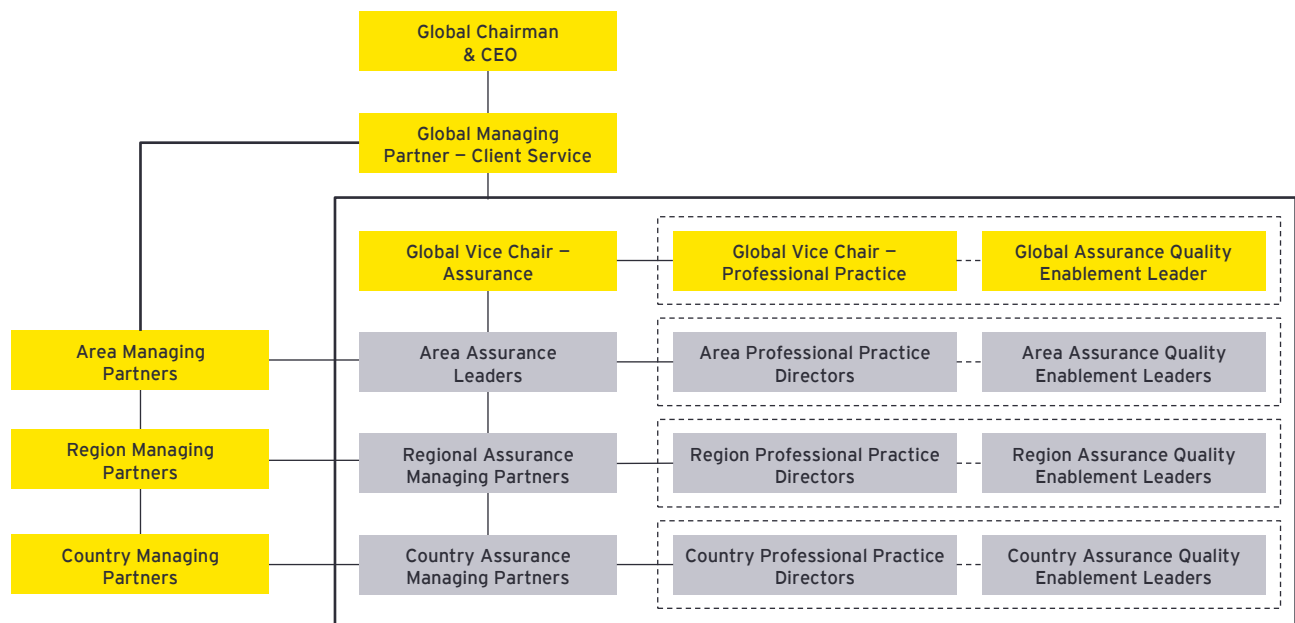 Global Chairman
& CEO
Global Managing
Partner – Client Service
Global Vice Chair –
Assurance
Global Vice Chair –
Professional Practice
Global Assurance Quality
Enablement Leader
Area Managing
Partners
Area Assurance
Leaders
Area Professional Practice
Directors
Area Assurance Quality
Enablement Leaders
Region Managing
Partners
Regional Assurance
Managing Partners
Region Professional Practice
Directors
Region Assurance Quality
Enablement Leaders
Country Managing
Partners
Country Assurance
Managing Partners
Country Professional Practice
Directors
Country Assurance Quality
Enablement Leaders